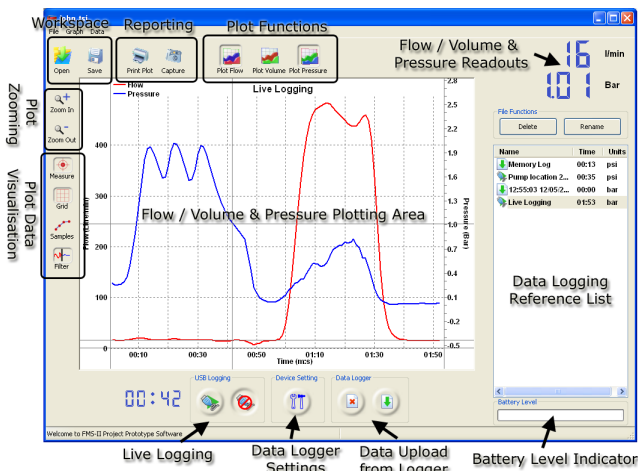 john.tsi
Workspace
Reporting
Plot Functions
File Graph Data
Open
Save
Print Plot
Capture
Plot Flow
Plot Volume
Plot Pressure
Flow / Volume &
Pressure Readouts
16 l/min
1.01 Bar
Plot
Zooming
Zoom In
Zoom Out
Plot Data
Visualisation
Measure
Grid
Samples
Filter
Flow
Pressure
Live Logging
400
300
200
100
0
2.8
2.5
2.2
1.9
1.6
1.3
1.0
0.7
0.4
0.1
-0.2
-0.5
Pressure (Bar)
Flow / Volume & Pressure Plotting Area
00:10
00:30
00:50
01:10
01:30
01:50
Time (m:s)
File Functions
Delete
Rename
Name Time Units
Memory Log 00:13 psi
Pump location 2... 00:35 psi
12:55:03 12/05/2... 00:00 bar
Live Logging 01:53 bar
Data Logging
Reference List
00:42
USB Logging
Device Setting
Data Logger
Battery Level
Welcome to FMS-II Project Prototype Software
Live Logging
Data Logger
Settings
Data Upload
from Logger
Battery Level Indicator